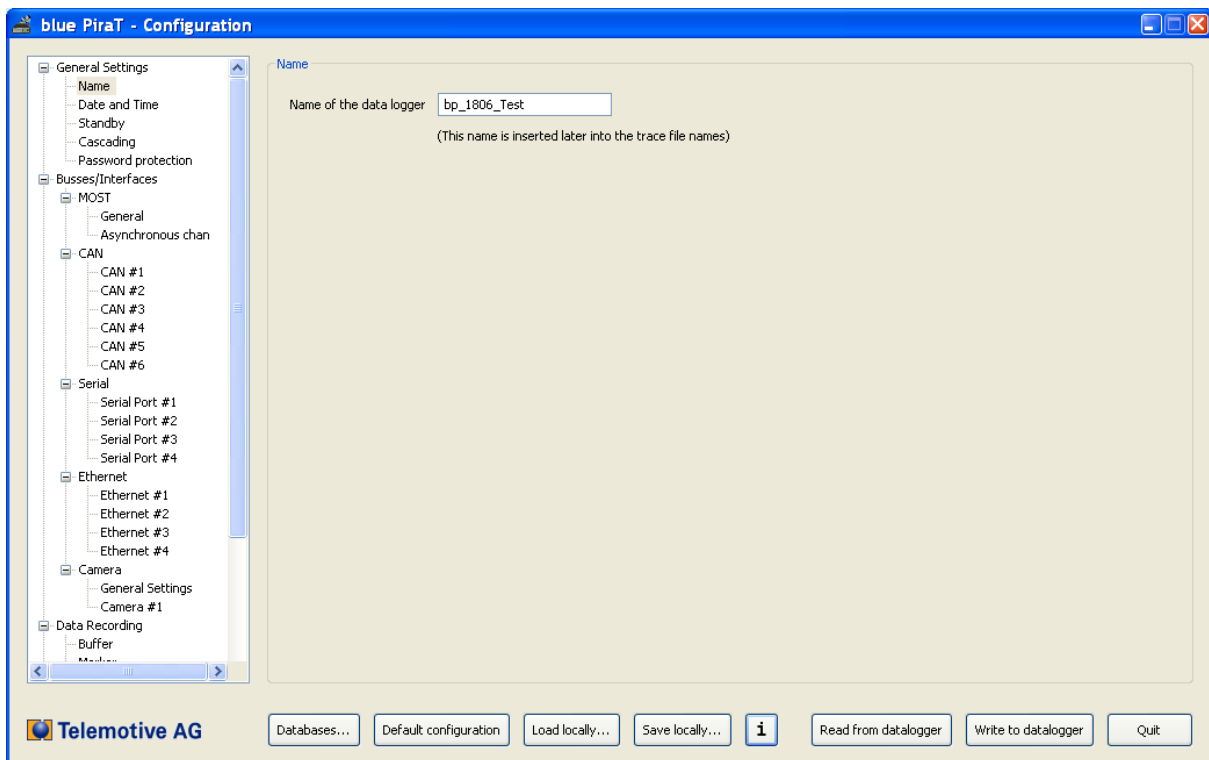 blue PiraT - Configuration
General Settings
Name
Date and Time
Standby
Cascading
Password protection
Busses/Interfaces
MOST
General
Asynchronous chan
CAN
CAN #1
CAN #2
CAN #3
CAN #4
CAN #5
CAN #6
Serial
Serial Port #1
Serial Port #2
Serial Port #3
Serial Port #4
Ethernet
Ethernet #1
Ethernet #2
Ethernet #3
Ethernet #4
Camera
General Settings
Camera #1
Data Recording
Buffer
Name
Name of the data logger bp_1806_Test
(This name is inserted later into the trace file names)
Telemotive AG
Databases... Default configuration Load locally... Save locally... i Read from datalogger Write to datalogger Quit